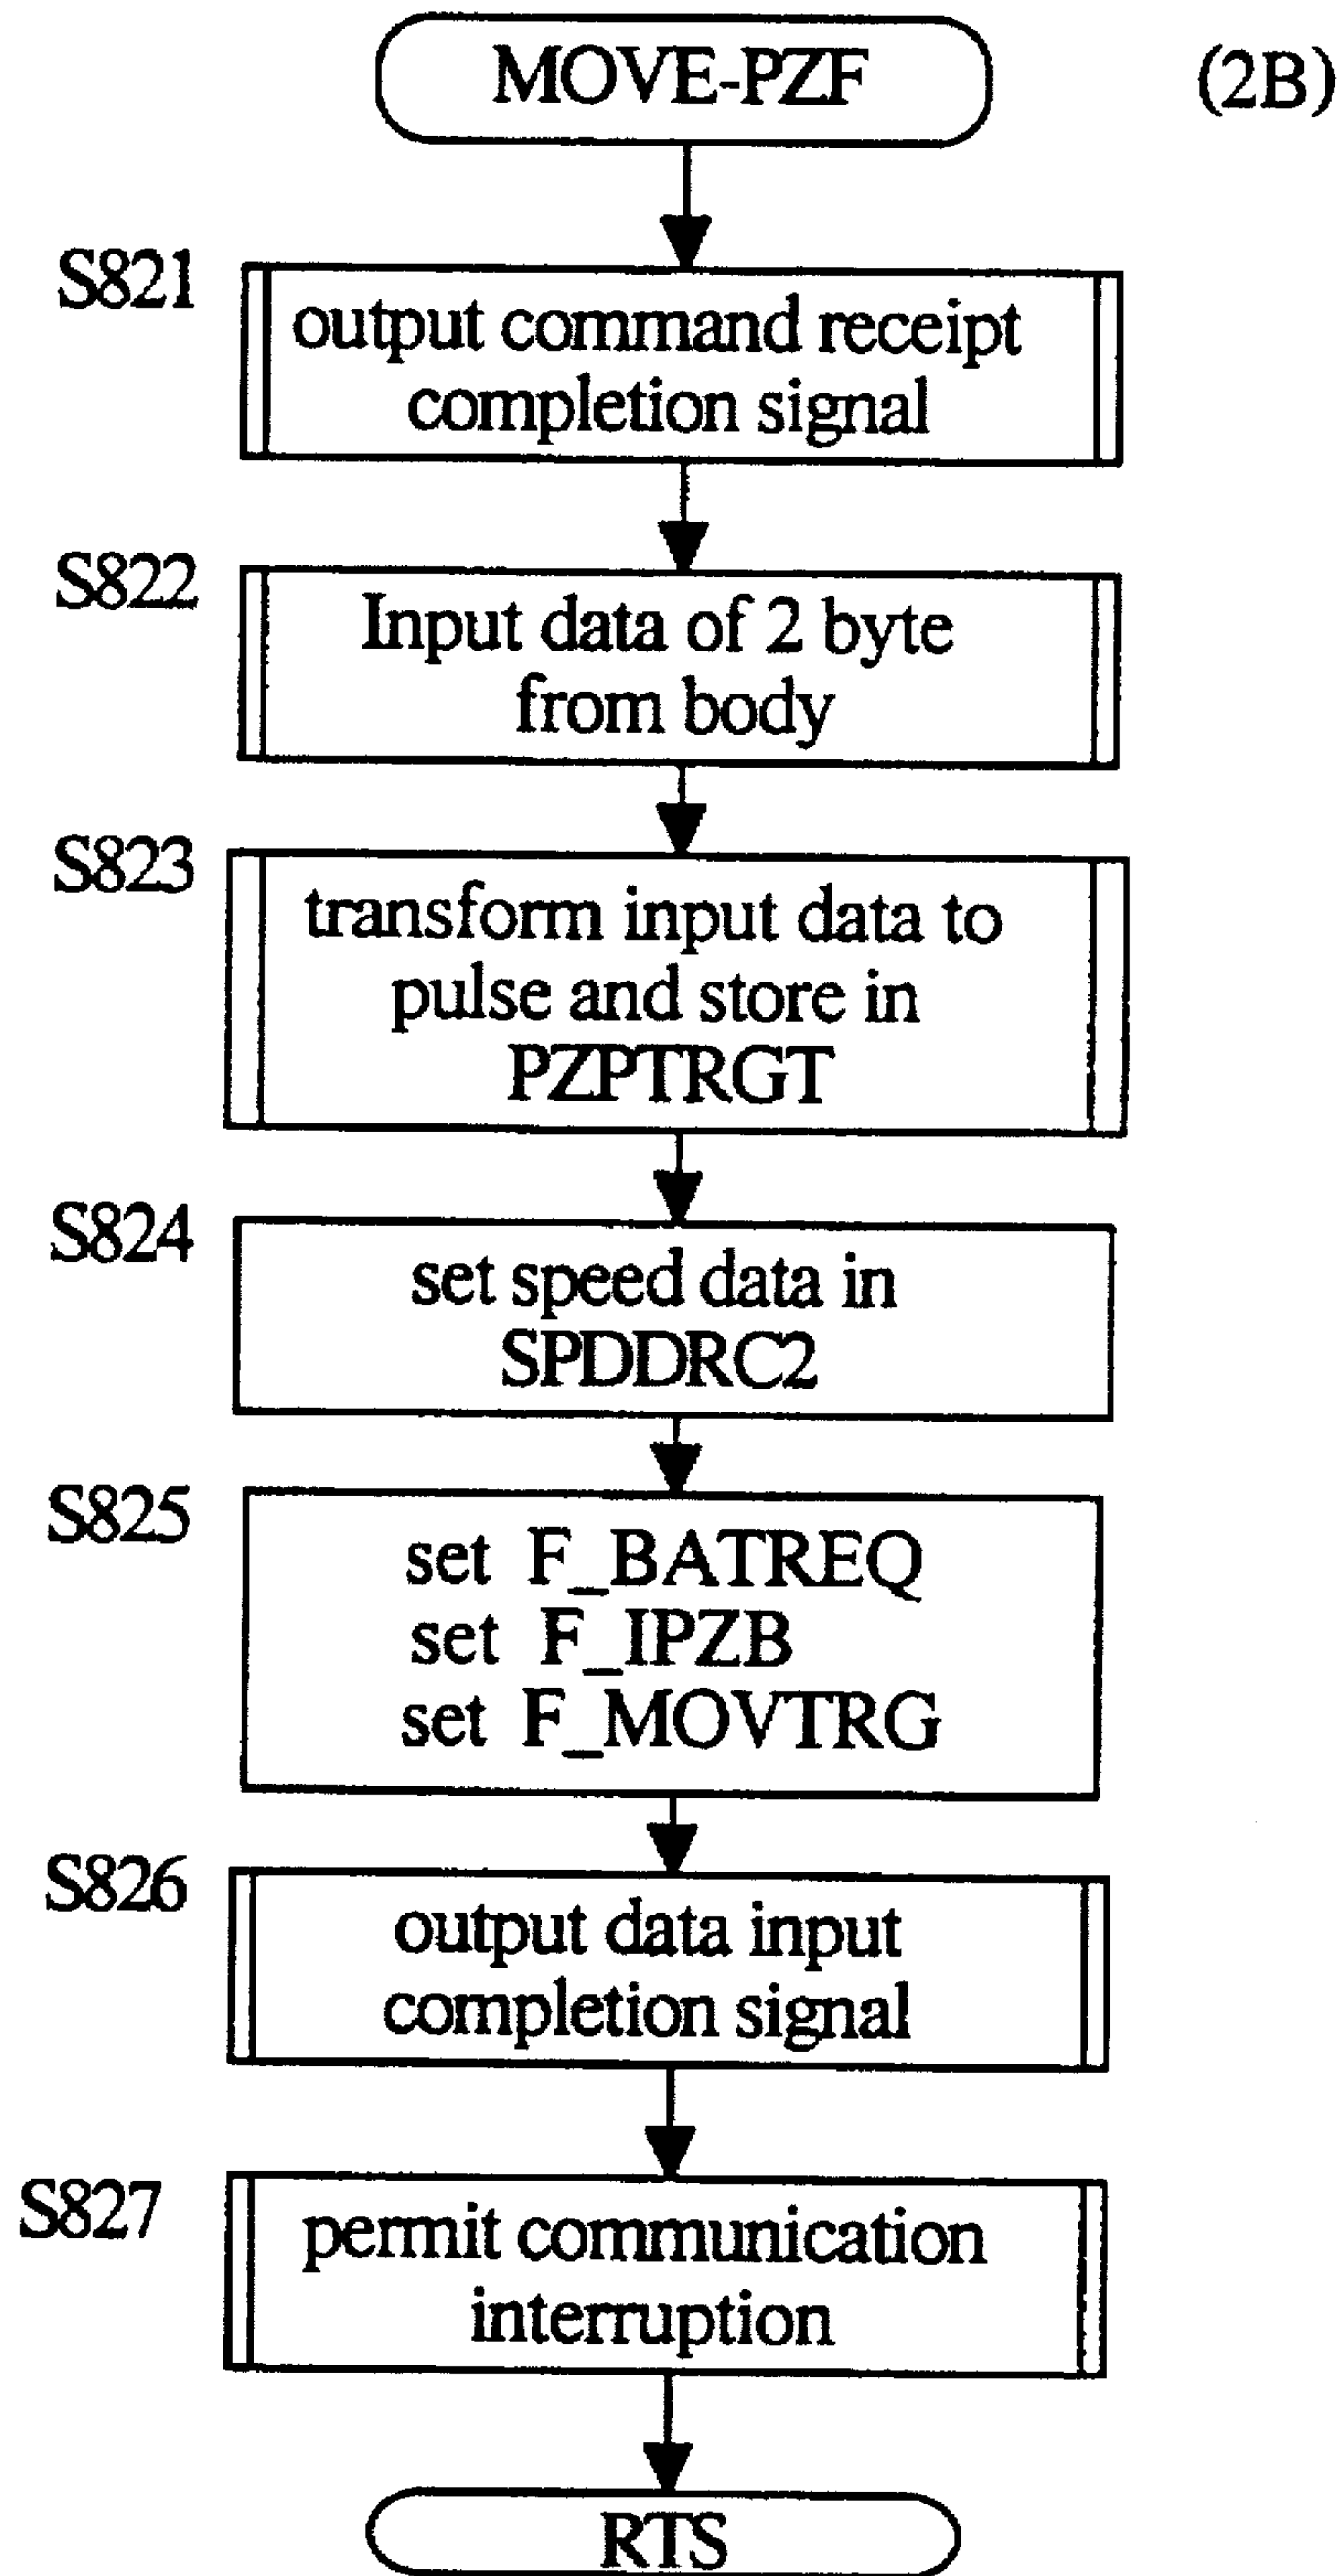 MOVE-PZF
(2B)
S821
output command receipt
completion signal
S822
Input data of 2 byte
from body
S823
transform input data to
pulse and store in
PZPTRGT
S824
set speed data in
SPDDRC2
S825
set F_BATREQ
set F_IPZB
set F_MOVTRG
S826
output data input
completion signal
S827
permit communication
interruption
RTS